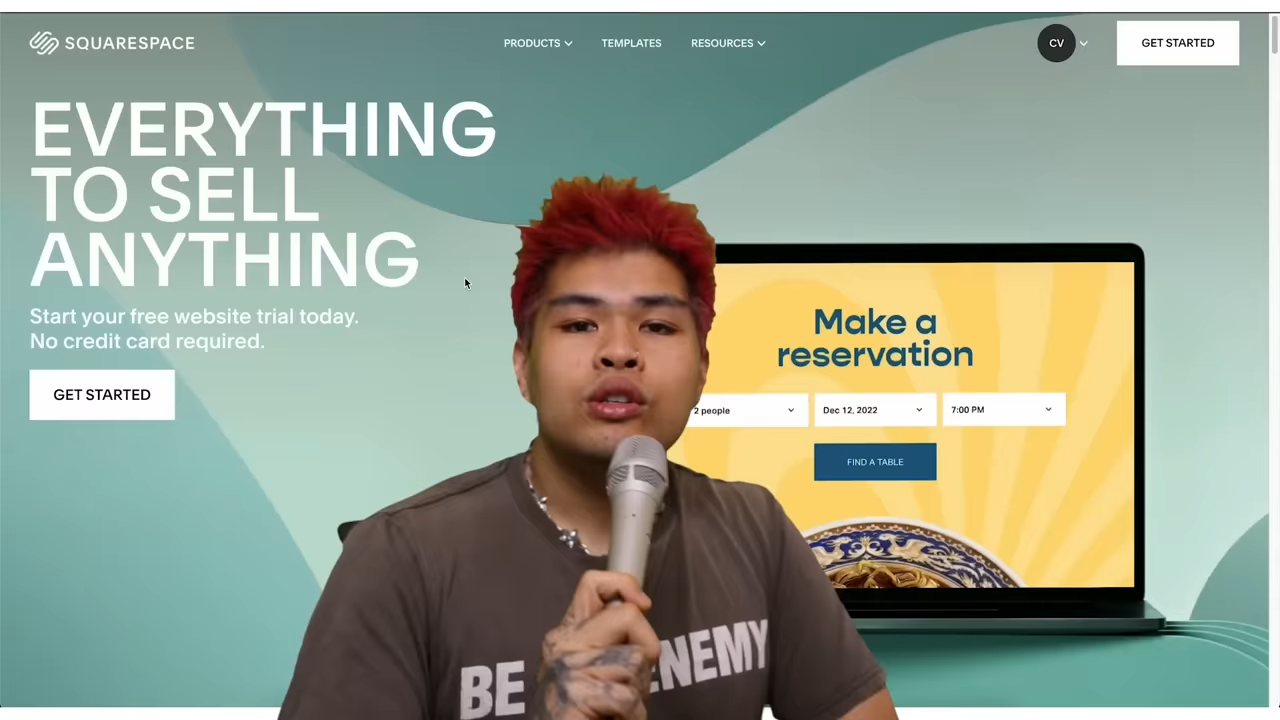 SQUARESPACE
PRODUCTS
TEMPLATES
RESOURCES
CV
GET STARTED
EVERYTHING
TO SELL
ANYTHING
Start your free website trial today.
No credit card required.
GET STARTED
Make a
reservation
2 people
Dec 12, 2022
7:00 PM
FIND A TABLE
BE ENEMY